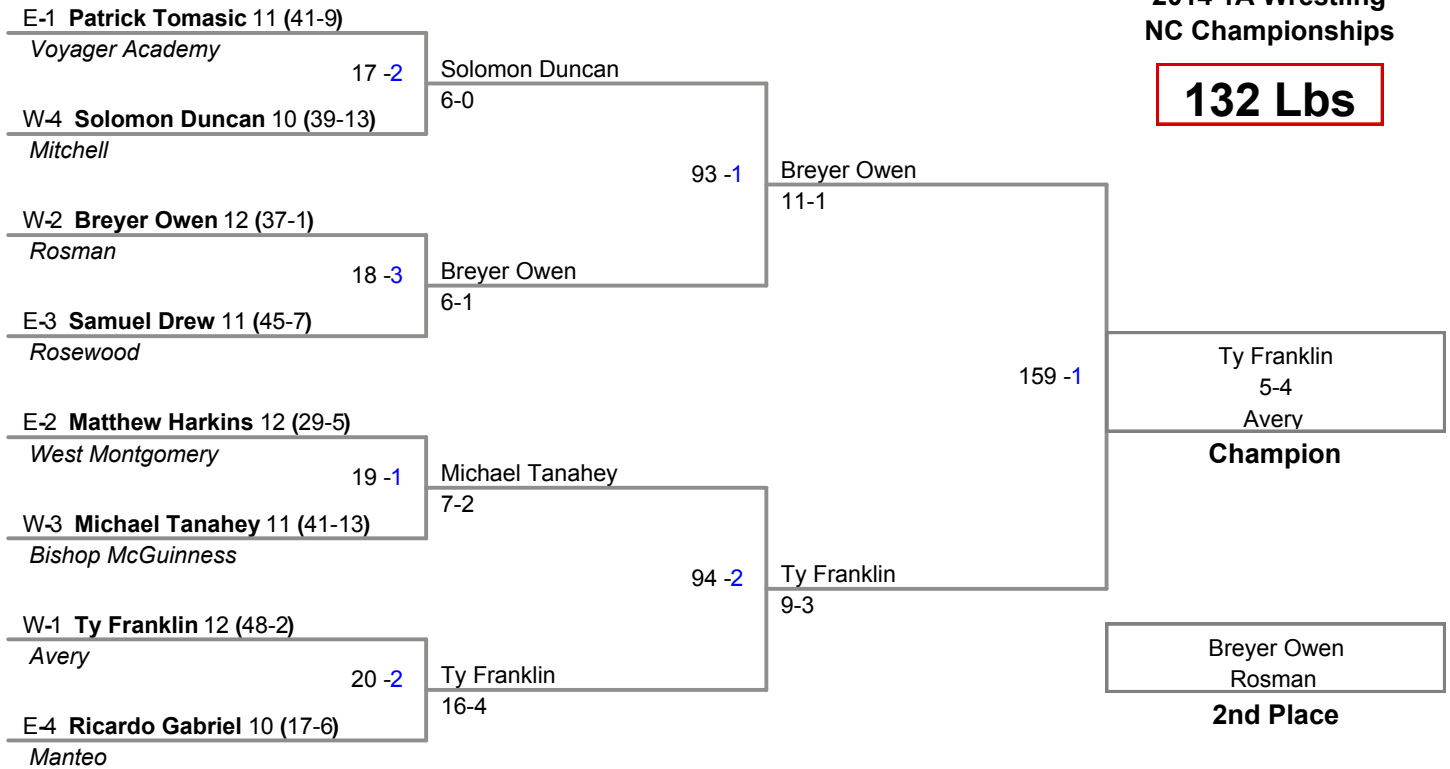 2014 1A Wrestling
NC Championships
132 Lbs
E-1 Patrick Tomasic 11 (41-9)
Voyager Academy
17 -2
W-4 Solomon Duncan 10 (39-13)
Mitchell
Solomon Duncan
6-0
W-2 Breyer Owen 12 (37-1)
Rosman
18 -3
E-3 Samuel Drew 11 (45-7)
Rosewood
Breyer Owen
6-1
93 -1
Breyer Owen
11-1
E-2 Matthew Harkins 12 (29-5)
West Montgomery
19 -1
W-3 Michael Tanahey 11 (41-13)
Bishop McGuinness
Michael Tanahey
7-2
W-1 Ty Franklin 12 (48-2)
Avery
20 -2
E-4 Ricardo Gabriel 10 (17-6)
Manteo
Ty Franklin
16-4
94 -2
Ty Franklin
9-3
159 -1
Ty Franklin
5-4
Avery
Champion
Breyer Owen
Rosman
2nd Place